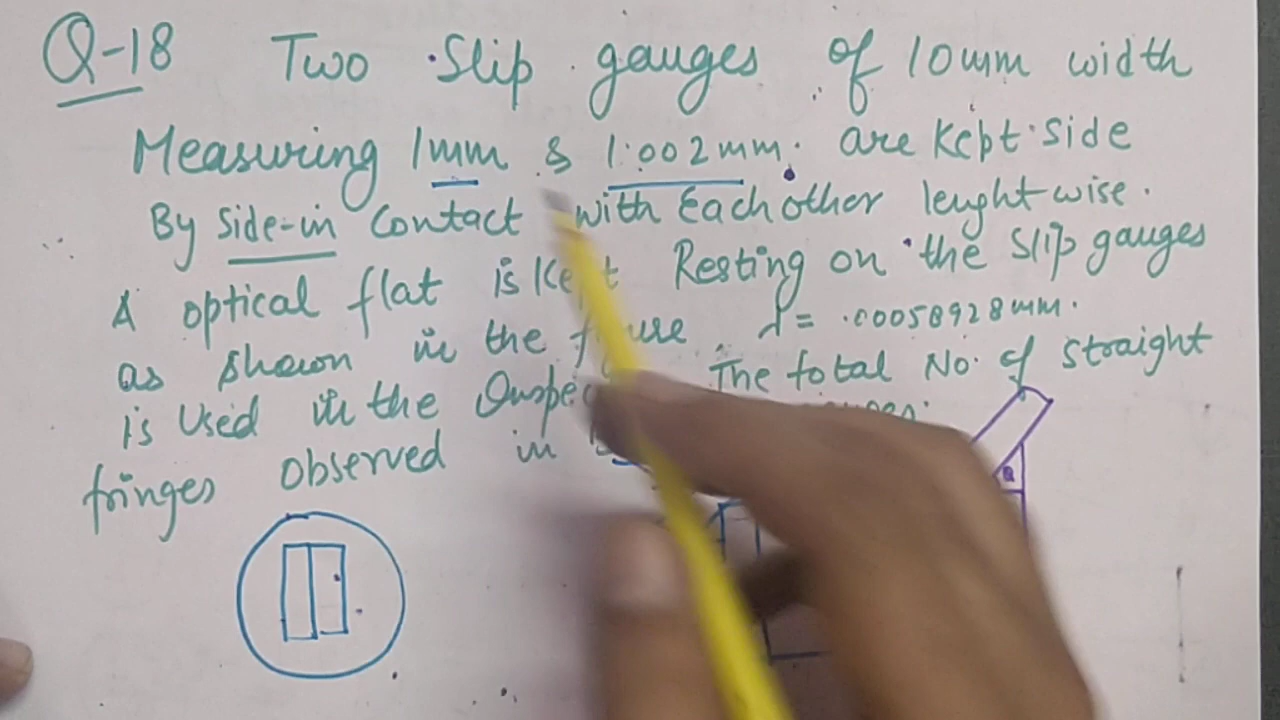 Q-18 Two Slip gauges of 10mm width
Measuring 1mm & 1.002mm. are Kept Side
By Side-in Contact with Each other lenght wise.
A optical flat is Resting on the Slip gauges
as shown in the λ = .00058928mm.
is Used in the The total No. of Straight
fringes observed in
θ